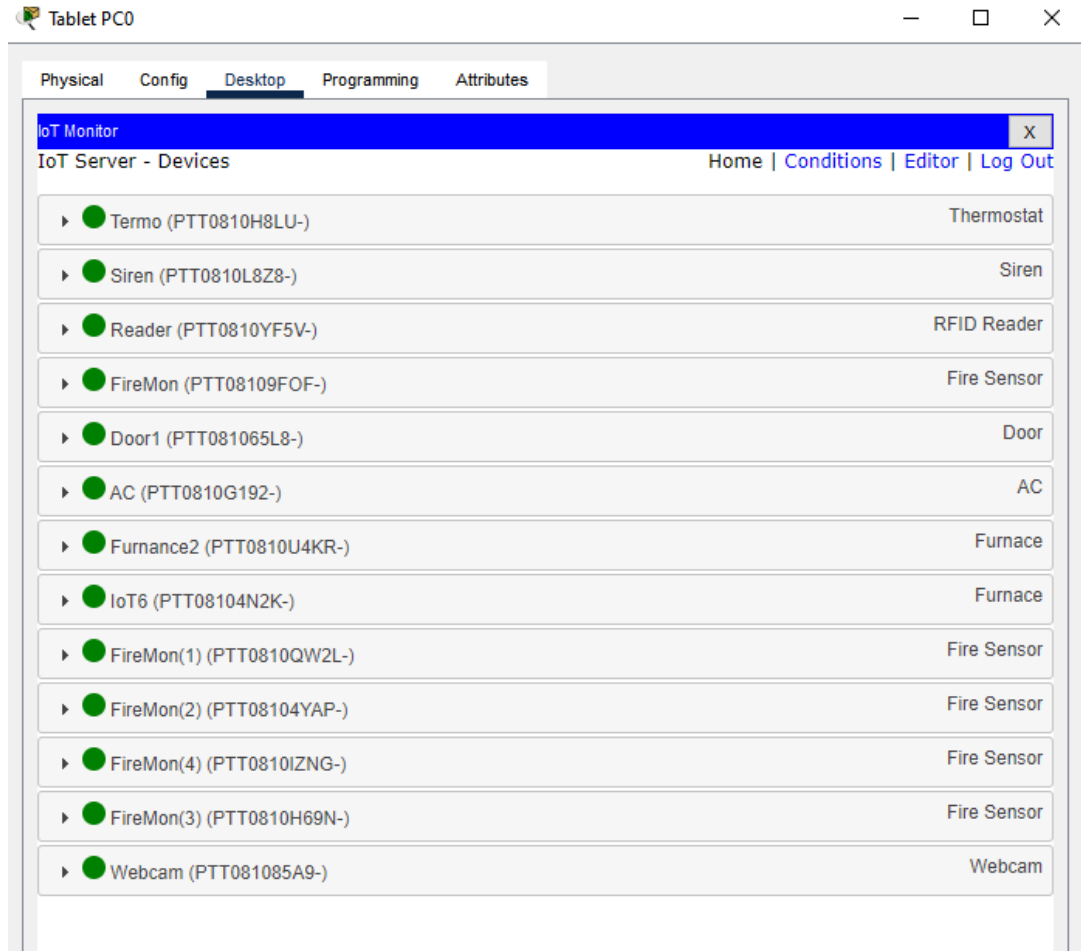 Tablet PC0
Physical Config Desktop Programming Attributes
IoT Monitor X
IoT Server - Devices Home | Conditions | Editor | Log Out
Termo (PTT0810H8LU-) Thermostat
Siren (PTT0810L8Z8-) Siren
Reader (PTT0810YF5V-) RFID Reader
FireMon (PTT08109FOF-) Fire Sensor
Door1 (PTT081065L8-) Door
AC (PTT0810G192-) AC
Furnance2 (PTT0810U4KR-) Furnace
IoT6 (PTT08104N2K-) Furnace
FireMon(1) (PTT0810QW2L-) Fire Sensor
FireMon(2) (PTT08104YAP-) Fire Sensor
FireMon(4) (PTT0810IZNG-) Fire Sensor
FireMon(3) (PTT0810H69N-) Fire Sensor
Webcam (PTT081085A9-) Webcam